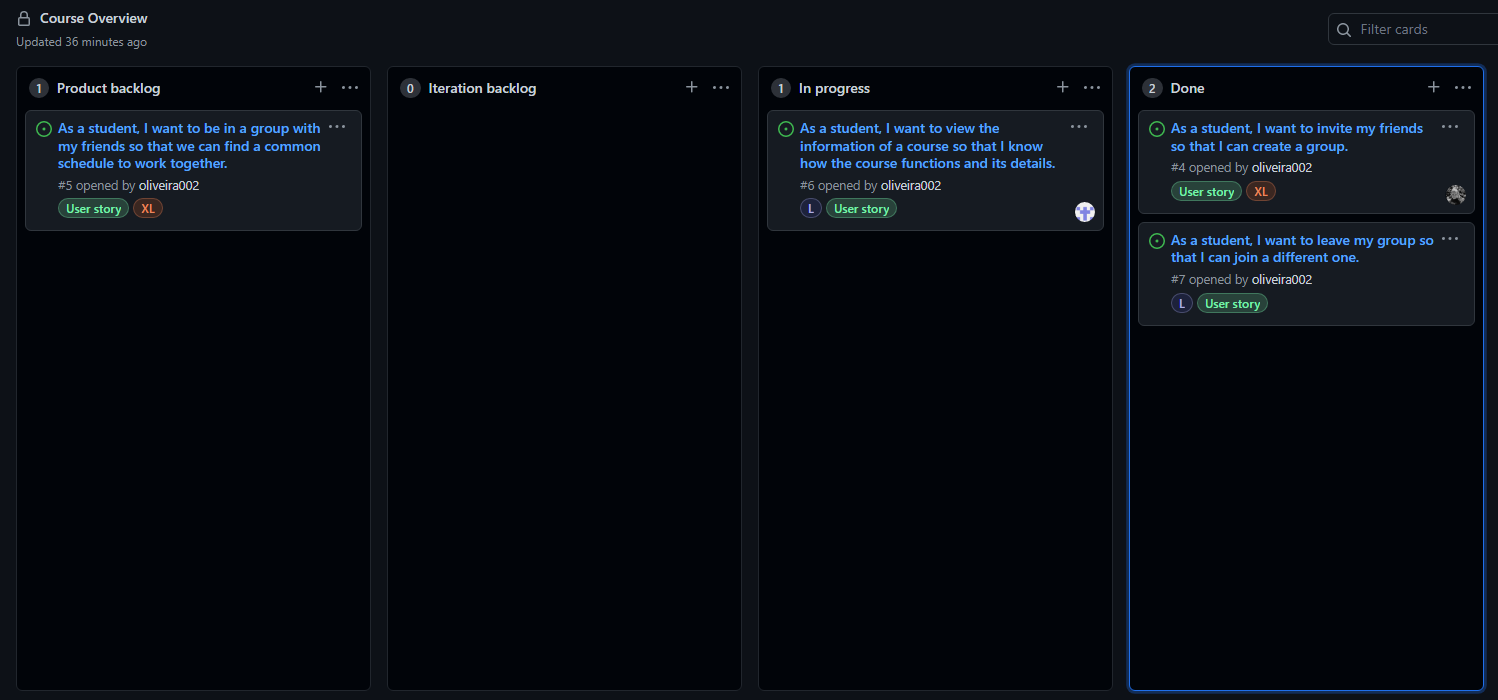 Course Overview
Updated 36 minutes ago
Filter cards
1 Product backlog
As a student, I want to be in a group with
my friends so that we can find a common
schedule to work together.
#5 opened by oliveira002
User story XL
0 Iteration backlog
1 In progress
As a student, I want to view the
information of a course so that I know
how the course functions and its details.
#6 opened by oliveira002
L User story
2 Done
As a student, I want to invite my friends
so that I can create a group.
#4 opened by oliveira002
User story XL
As a student, I want to leave my group so
that I can join a different one.
#7 opened by oliveira002
L User story